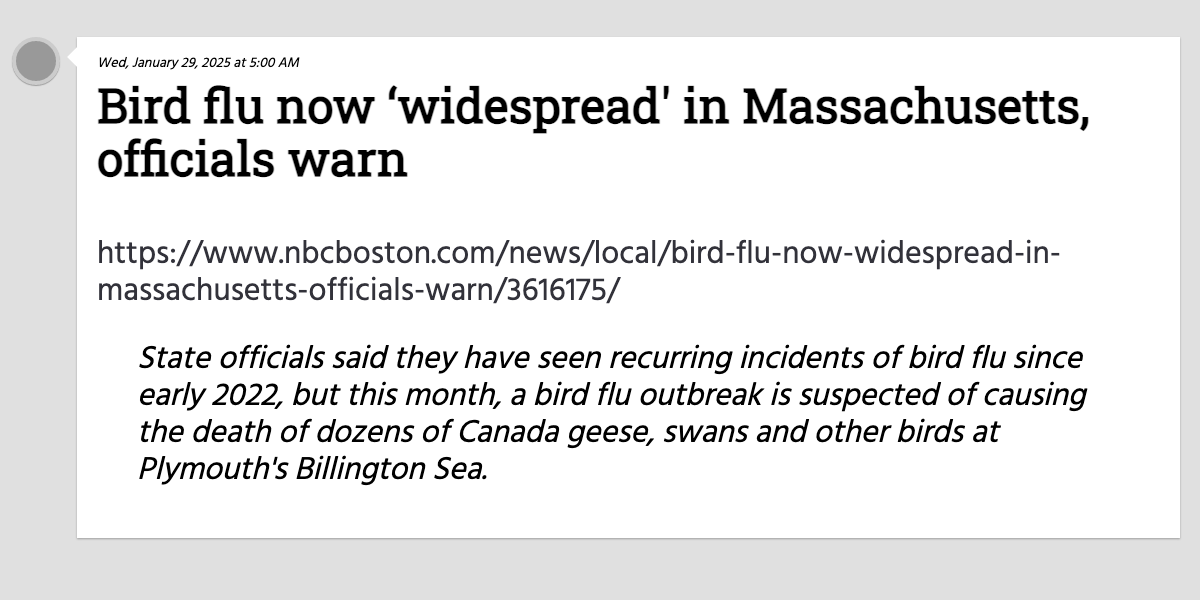 Wed, January 29, 2025 at 5:00 AM
Bird flu now ‘widespread' in Massachusetts,
officials warn
https://www.nbcboston.com/news/local/bird-flu-now-widespread-in-
massachusetts-officials-warn/3616175/
State officials said they have seen recurring incidents of bird flu since
early 2022, but this month, a bird flu outbreak is suspected of causing
the death of dozens of Canada geese, swans and other birds at
Plymouth's Billington Sea.